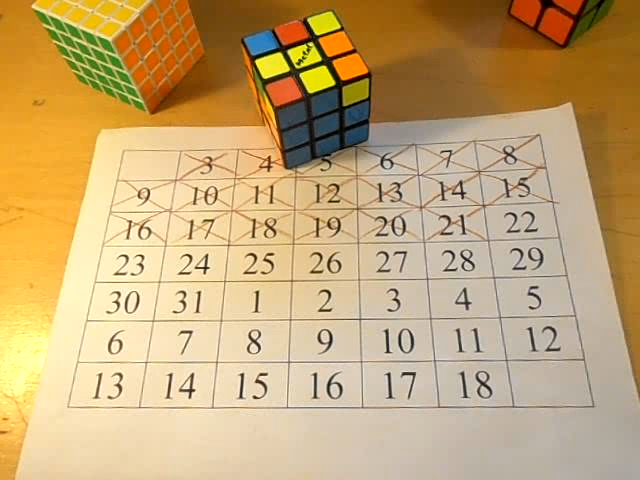 3 4 5 6 7 8
9 10 11 12 13 14 15
16 17 18 19 20 21 22
23 24 25 26 27 28 29
30 31 1 2 3 4 5
6 7 8 9 10 11 12
13 14 15 16 17 18